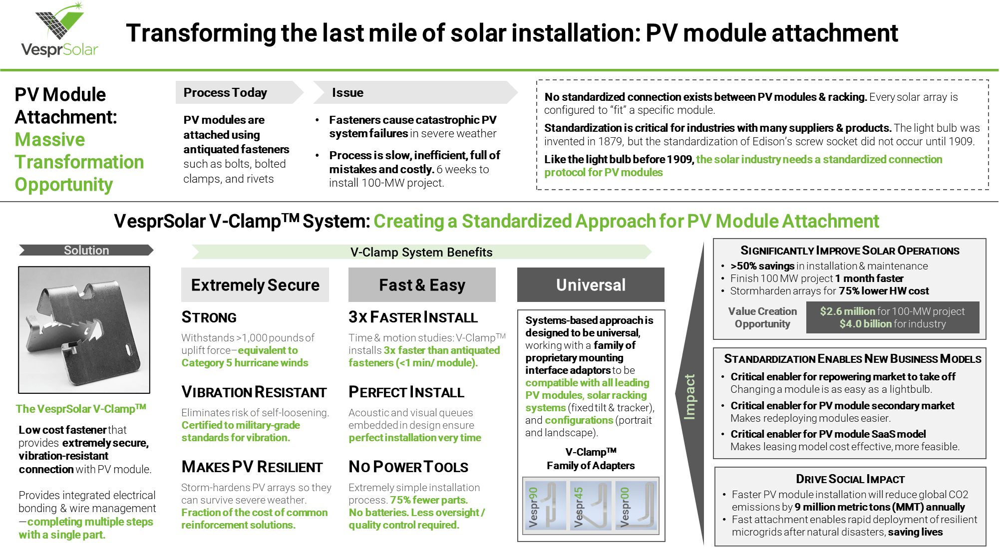 VesprSolar
Transforming the last mile of solar installation: PV module attachment
PV Module
Attachment:
Massive
Transformation
Opportunity
Process Today
PV modules are
attached using
antiquated fasteners
such as bolts, bolted
clamps, and rivets
Issue
• Fasteners cause catastrophic PV
system failures in severe weather
• Process is slow, inefficient, full of
mistakes and costly. 6 weeks to
install 100-MW project.
No standardized connection exists between PV modules & racking. Every solar array is
configured to “fit” a specific module.
Standardization is critical for industries with many suppliers & products. The light bulb was
invented in 1879, but the standardization of Edison’s screw socket did not occur until 1909.
Like the light bulb before 1909, the solar industry needs a standardized connection
protocol for PV modules
VesprSolar V-Clamp™ System: Creating a Standardized Approach for PV Module Attachment
Solution
The VesprSolar V-Clamp™
Low cost fastener that
provides extremely secure,
vibration-resistant
connection with PV module.
Provides integrated electrical
bonding & wire management
—completing multiple steps
with a single part.
V-Clamp System Benefits
Extremely Secure
STRONG
Withstands >1,000 pounds of
uplift force–equivalent to
Category 5 hurricane winds
VIBRATION RESISTANT
Eliminates risk of self-loosening.
Certified to military-grade
standards for vibration.
MAKES PV RESILIENT
Storm-hardens PV arrays so they
can survive severe weather.
Fraction of the cost of common
reinforcement solutions.
Fast & Easy
3X FASTER INSTALL
Time & motion studies: V-Clamp™
installs 3x faster than antiquated
fasteners (<1 min/ module).
PERFECT INSTALL
Acoustic and visual queues
embedded in design ensure
perfect installation very time
NO POWER TOOLS
Extremely simple installation
process. 75% fewer parts.
No batteries. Less oversight /
quality control required.
Universal
Systems-based approach is
designed to be universal,
working with a family of
proprietary mounting
interface adaptors to be
compatible with all leading
PV modules, solar racking
systems (fixed tilt & tracker),
and configurations (portrait
and landscape).
V-Clamp™
Family of Adapters
Vespr90
Vespr45
Vespr00
Impact
SIGNIFICANTLY IMPROVE SOLAR OPERATIONS
• >50% savings in installation & maintenance
• Finish 100 MW project 1 month faster
• Stormharden arrays for 75% lower HW cost
Value Creation
Opportunity
$2.6 million for 100-MW project
$4.0 billion for industry
STANDARDIZATION ENABLES NEW BUSINESS MODELS
• Critical enabler for repowering market to take off
Changing a module is as easy as a lightbulb.
• Critical enabler for PV module secondary market
Makes redeploying modules easier.
• Critical enabler for PV module SaaS model
Makes leasing model cost effective, more feasible.
DRIVE SOCIAL IMPACT
• Faster PV module installation will reduce global CO2
emissions by 9 million metric tons (MMT) annually
• Fast attachment enables rapid deployment of resilient
microgrids after natural disasters, saving lives